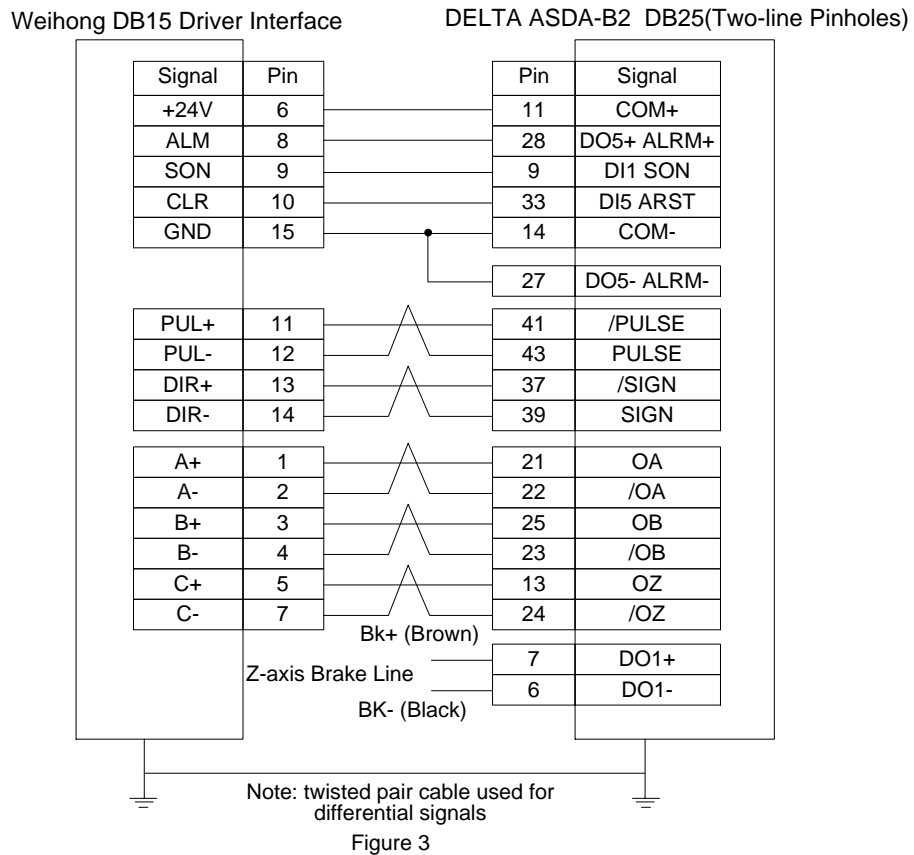 Weihong DB15 Driver Interface
DELTA ASDA-B2 DB25(Two-line Pinholes)
Signal Pin Pin Signal
+24V 6 11 COM+
ALM 8 28 DO5+ ALRM+
SON 9 9 DI1 SON
CLR 10 33 DI5 ARST
GND 15 14 COM-
27 DO5- ALRM-
PUL+ 11 41 /PULSE
PUL- 12 43 PULSE
DIR+ 13 37 /SIGN
DIR- 14 39 SIGN
A+ 1 21 OA
A- 2 22 /OA
B+ 3 25 OB
B- 4 23 /OB
C+ 5 13 OZ
C- 7 24 /OZ
Bk+ (Brown)
7 DO1+
Z-axis Brake Line
6 DO1-
BK- (Black)
Note: twisted pair cable used for
differential signals
Figure 3